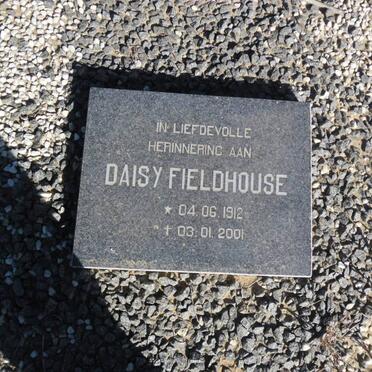 IN LIEFDEVOLLE
HERINNERING AAN
DAISY FIELDHOUSE
★ 04.06.1912
✝ 03.01.2001